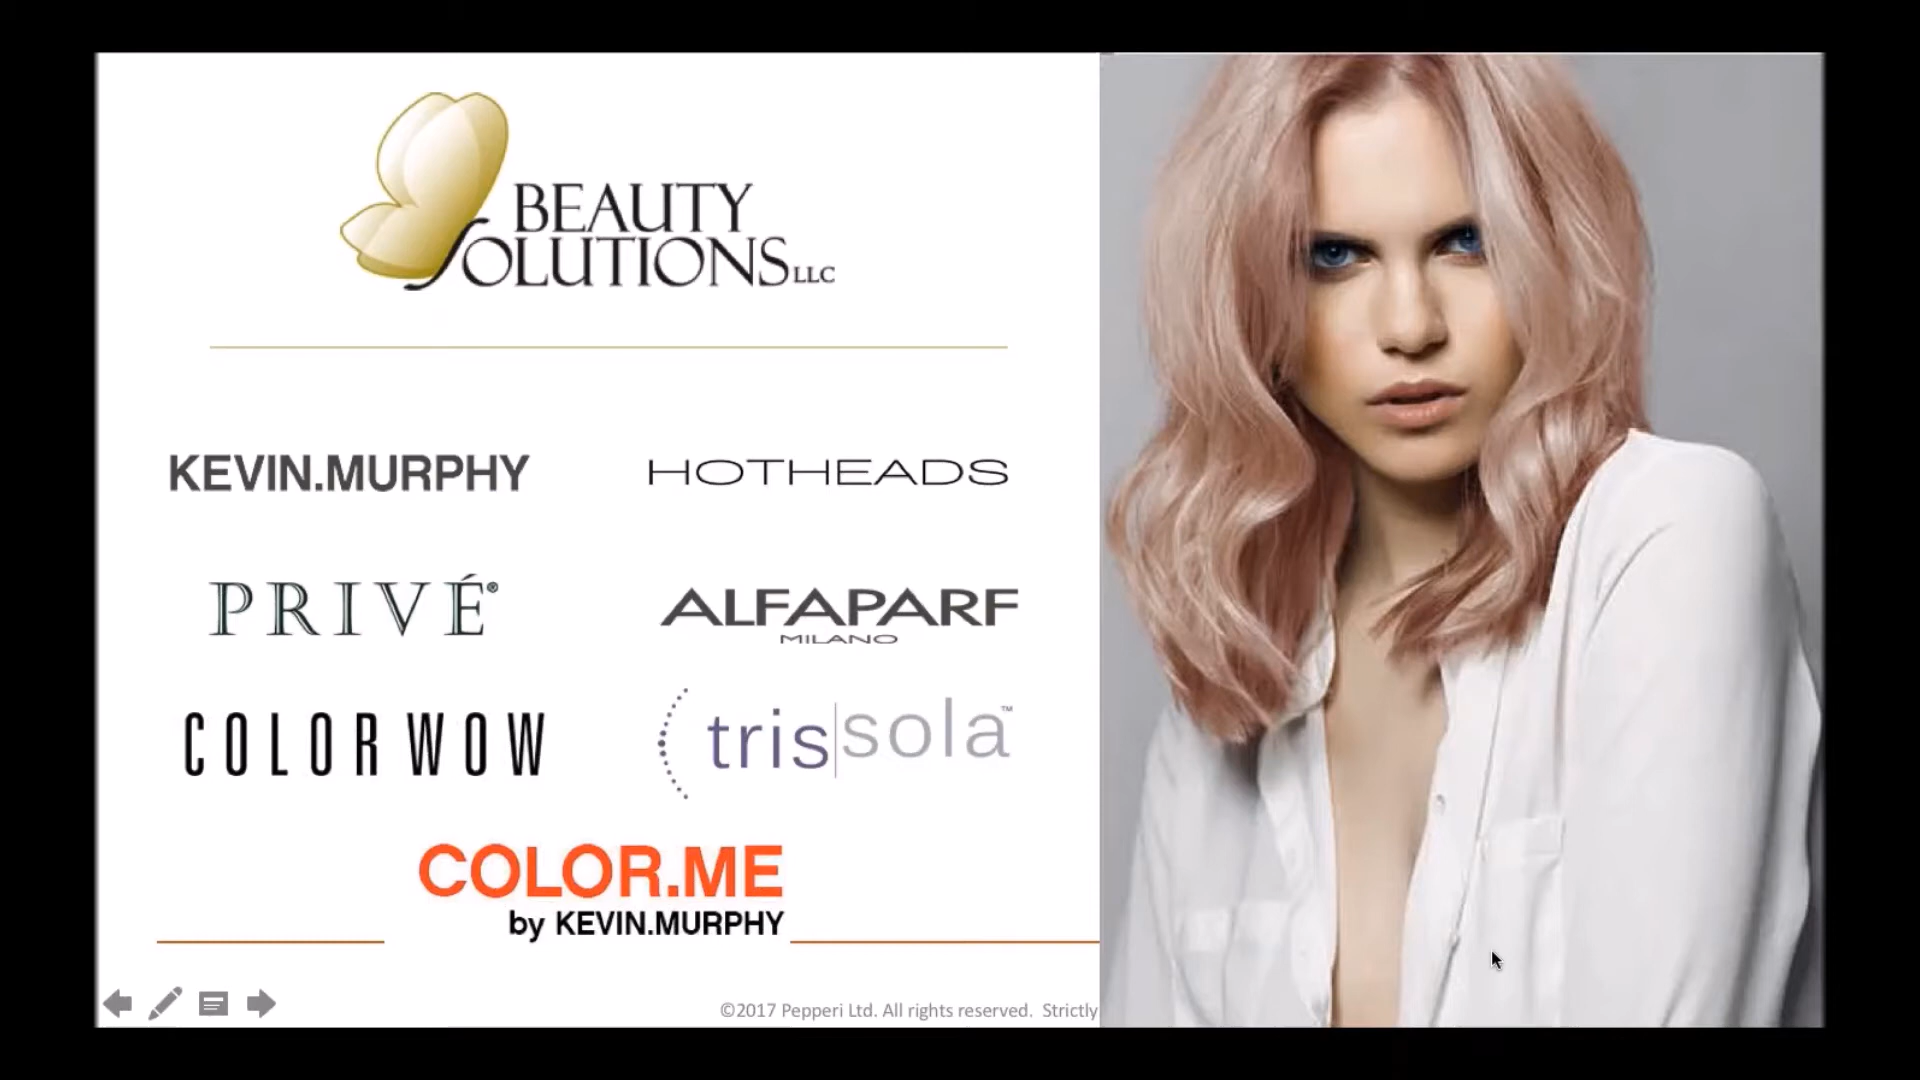 BEAUTY
SOLUTIONS LLC
KEVIN.MURPHY
HOTHEADS
PRIVÉ®
ALFAPARF
MILANO
COLOR WOW
tris|sola™
COLOR.ME
by KEVIN.MURPHY
©2017 Pepperi Ltd. All rights reserved. Strictly